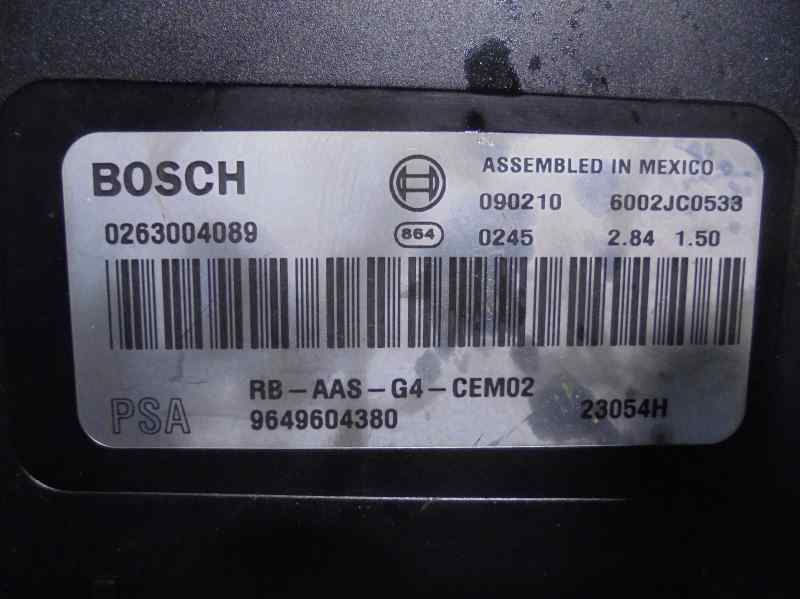 BOSCH
ASSEMBLED IN MEXICO
090210 6002JC0533
0263004089
864 0245 2.84 1.50
RB-AAS-G4-CEM02
PSA 9649604380 23054H